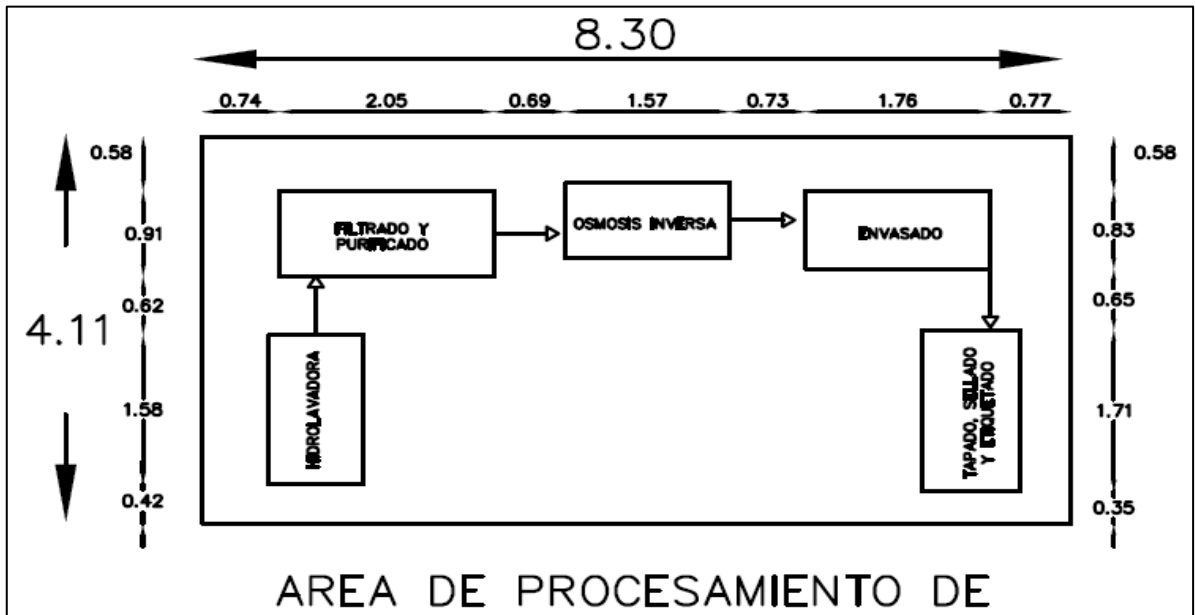 8.30
0.74 2.05 0.69 1.57 0.73 1.76 0.77
0.58
0.58
FILTRADO Y
PURIFICADO
OSMOSIS INVERSA
ENVASADO
0.91
0.83
0.62
0.65
4.11
HIDROLAVADORA
TAPADO, SELLADO
Y ETIQUETADO
1.58
1.71
0.42
0.35
AREA DE PROCESAMIENTO DE